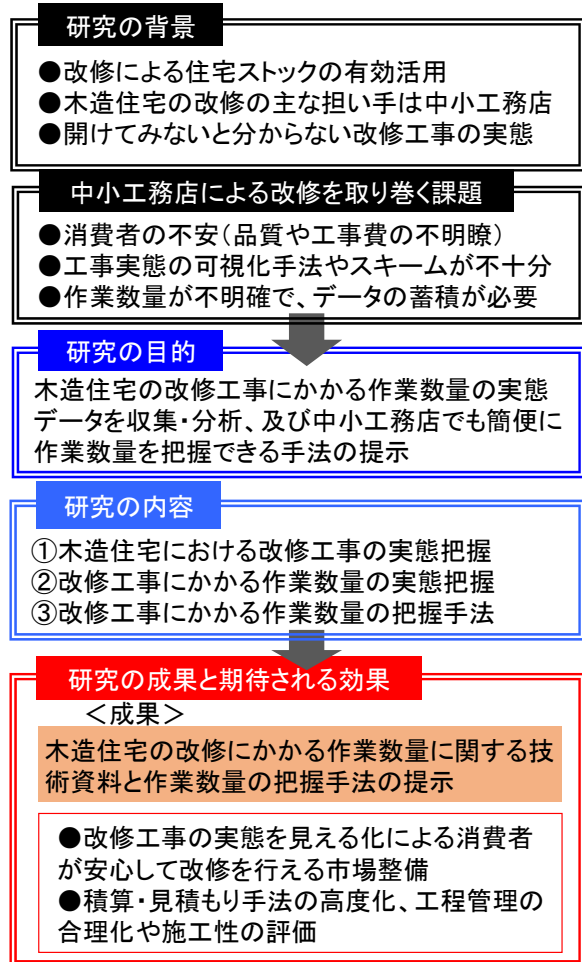 研究の背景
●改修による住宅ストックの有効活用
●木造住宅の改修の主な担い手は中小工務店
●開けてみないと分からない改修工事の実態
中小工務店による改修を取り巻く課題
●消費者の不安(品質や工事費の不明瞭)
●工事実態の可視化手法やスキームが不十分
●作業数量が不明確で、データの蓄積が必要
研究の目的
木造住宅の改修工事にかかる作業数量の実態
データを収集・分析、及び中小工務店でも簡便に
作業数量を把握できる手法の提示
研究の内容
①木造住宅における改修工事の実態把握
②改修工事にかかる作業数量の実態把握
③改修工事にかかる作業数量の把握手法
研究の成果と期待される効果
<成果>
木造住宅の改修にかかる作業数量に関する技
術資料と作業数量の把握手法の提示
●改修工事の実態を見える化による消費者
が安心して改修を行える市場整備
●積算・見積もり手法の高度化、工程管理の
合理化や施工性の評価